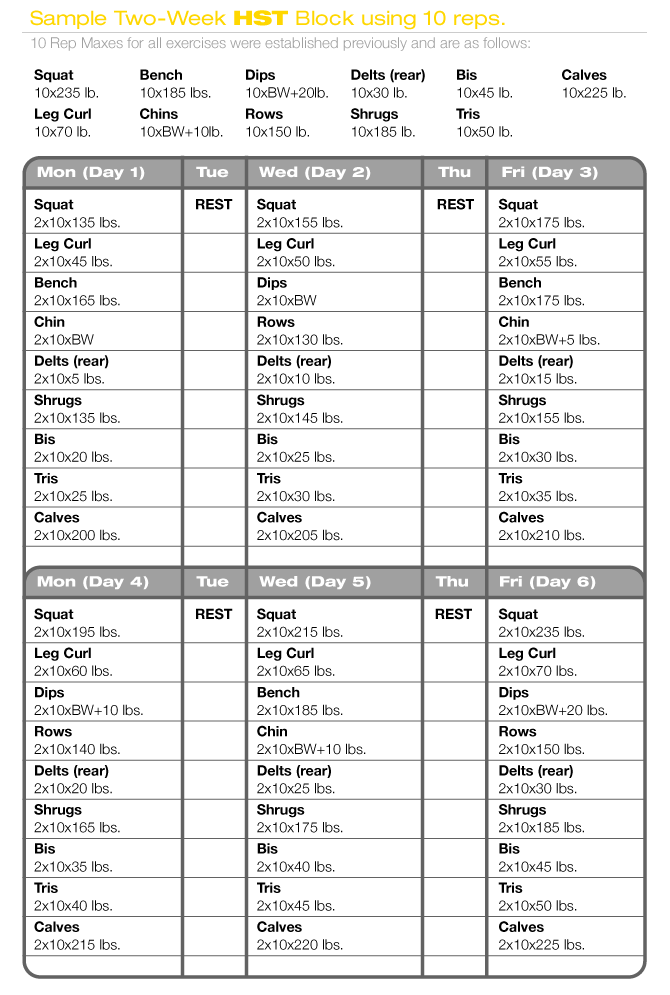 Sample Two-Week HST Block using 10 reps.
10 Rep Maxes for all exercises were established previously and are as follows:
Squat Bench Dips Delts (rear) Bis Calves
10x235 lb. 10x185 lbs. 10xBW+20lb. 10x30 lb. 10x45 lb. 10x225 lb.
Leg Curl Chins Rows Shrugs Tris
10x70 lb. 10xBW+10lb. 10x150 lb. 10x185 lb. 10x50 lb.
Mon (Day 1) Tue Wed (Day 2) Thu Fri (Day 3)
Squat REST Squat REST Squat
2x10x135 lbs. 2x10x155 lbs. 2x10x175 lbs.
Leg Curl Leg Curl Leg Curl
2x10x45 lbs. 2x10x50 lbs. 2x10x55 lbs.
Bench Dips Bench
2x10x165 lbs. 2x10xBW 2x10x175 lbs.
Chin Rows Chin
2x10xBW 2x10x130 lbs. 2x10xBW+5 lbs.
Delts (rear) Delts (rear) Delts (rear)
2x10x5 lbs. 2x10x10 lbs. 2x10x15 lbs.
Shrugs Shrugs Shrugs
2x10x135 lbs. 2x10x145 lbs. 2x10x155 lbs.
Bis Bis Bis
2x10x20 lbs. 2x10x25 lbs. 2x10x30 lbs.
Tris Tris Tris
2x10x25 lbs. 2x10x30 lbs. 2x10x35 lbs.
Calves Calves Calves
2x10x200 lbs. 2x10x205 lbs. 2x10x210 lbs.
Mon (Day 4) Tue Wed (Day 5) Thu Fri (Day 6)
Squat REST Squat REST Squat
2x10x195 lbs. 2x10x215 lbs. 2x10x235 lbs.
Leg Curl Leg Curl Leg Curl
2x10x60 lbs. 2x10x65 lbs. 2x10x70 lbs.
Dips Bench Dips
2x10xBW+10 lbs. 2x10x185 lbs. 2x10xBW+20 lbs.
Rows Chin Rows
2x10x140 lbs. 2x10xBW+10 lbs. 2x10x150 lbs.
Delts (rear) Delts (rear) Delts (rear)
2x10x20 lbs. 2x10x25 lbs. 2x10x30 lbs.
Shrugs Shrugs Shrugs
2x10x165 lbs. 2x10x175 lbs. 2x10x185 lbs.
Bis Bis Bis
2x10x35 lbs. 2x10x40 lbs. 2x10x45 lbs.
Tris Tris Tris
2x10x40 lbs. 2x10x45 lbs. 2x10x50 lbs.
Calves Calves Calves
2x10x215 lbs. 2x10x220 lbs. 2x10x225 lbs.